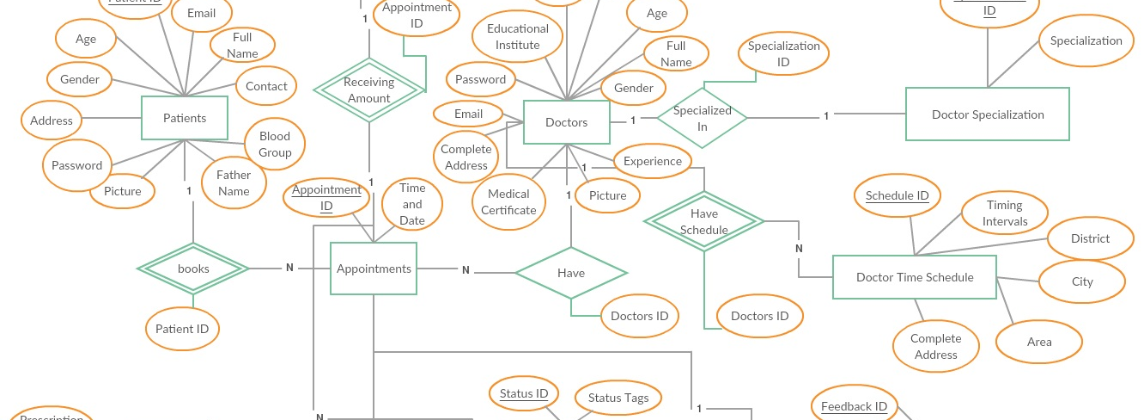 Patient ID
Email
Age
Full
Name
Gender
Contact
Patients
Address
Blood
Group
Password
Father
Name
Picture
1
books
N
Patient ID
1
Appointment
ID
Receiving
Amount
1
Appointment
ID
Time
and
Date
Appointments
N
Have
Doctors ID
Educational
Institute
Age
Full
Name
Password
Gender
Email
Doctors
Complete
Address
Experience
Medical
Certificate
Picture
1
1
1
Specialization
ID
Specialized
In
1
ID
Specialization
Doctor Specialization
Have
Schedule
N
Doctors ID
Schedule ID
Timing
Intervals
District
City
Doctor Time Schedule
Complete
Address
Area
Status ID
Status Tags
Feedback ID
Prescription
N
1